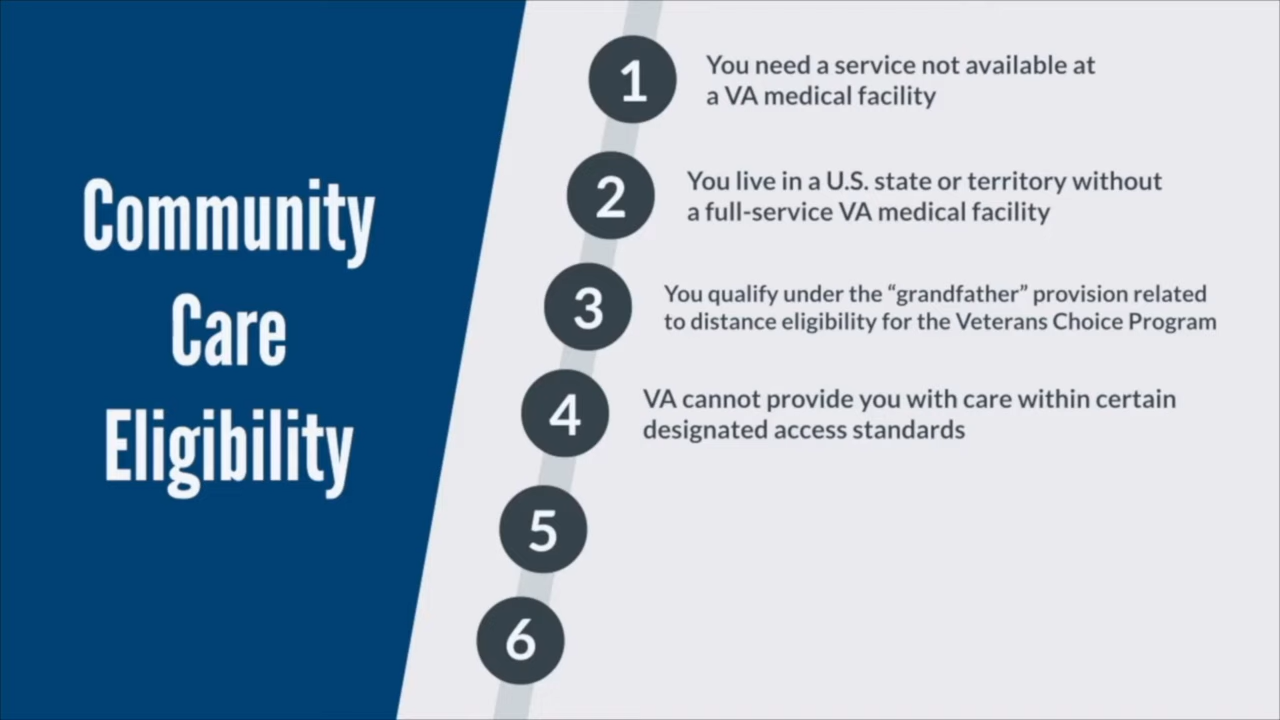 Community
Care
Eligibility
1
You need a service not available at
a VA medical facility
2
You live in a U.S. state or territory without
a full-service VA medical facility
3
You qualify under the “grandfather” provision related
to distance eligibility for the Veterans Choice Program
4
VA cannot provide you with care within certain
designated access standards
5
6